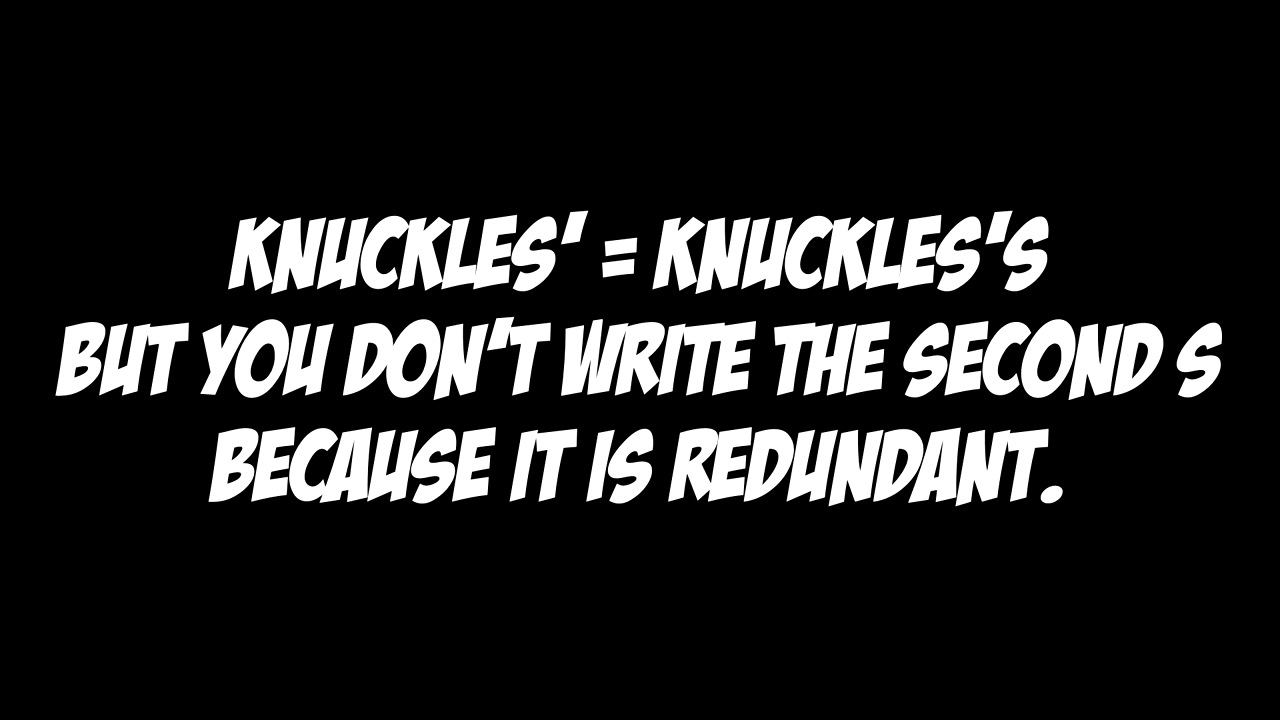 KNUCKLES' = KNUCKLES'S
BUT YOU DON'T WRITE THE SECOND S
BECAUSE IT IS REDUNDANT.